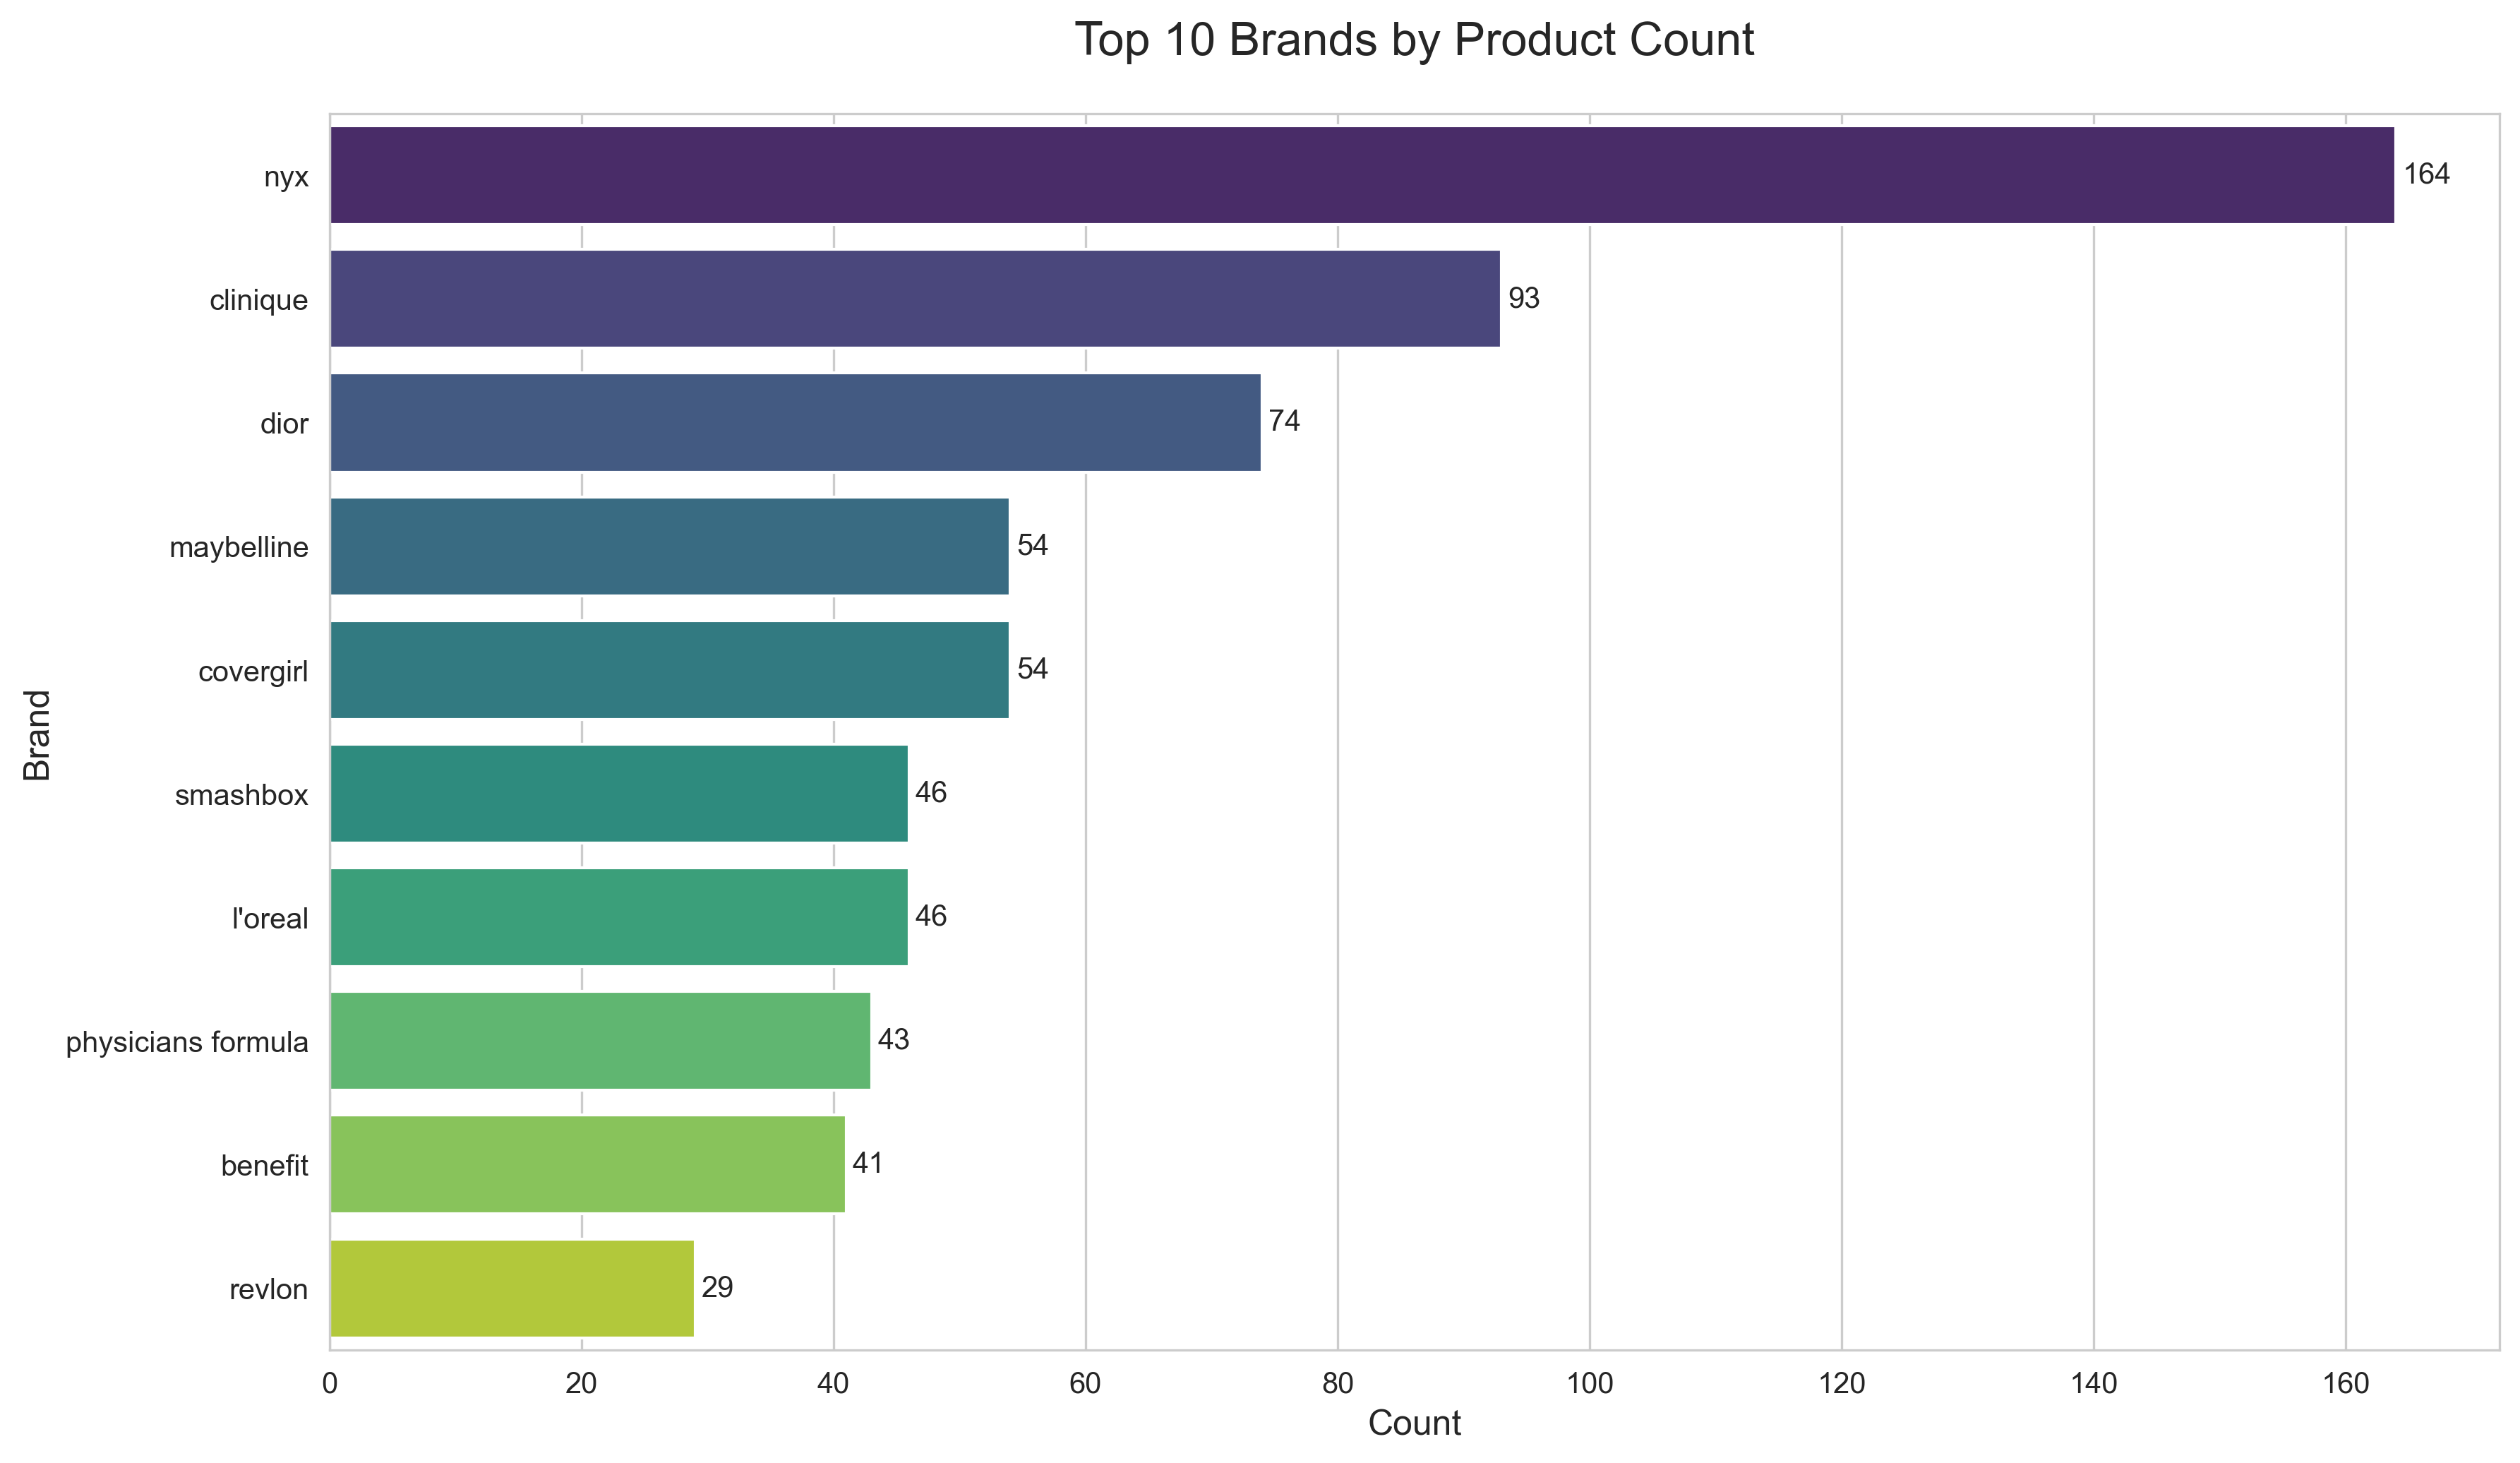 Top 10 Brands by Product Count
Brand
nyx 164
clinique 93
dior 74
maybelline 54
covergirl 54
smashbox 46
l'oreal 46
physicians formula 43
benefit 41
revlon 29
0 20 40 60 80 100 120 140 160
Count